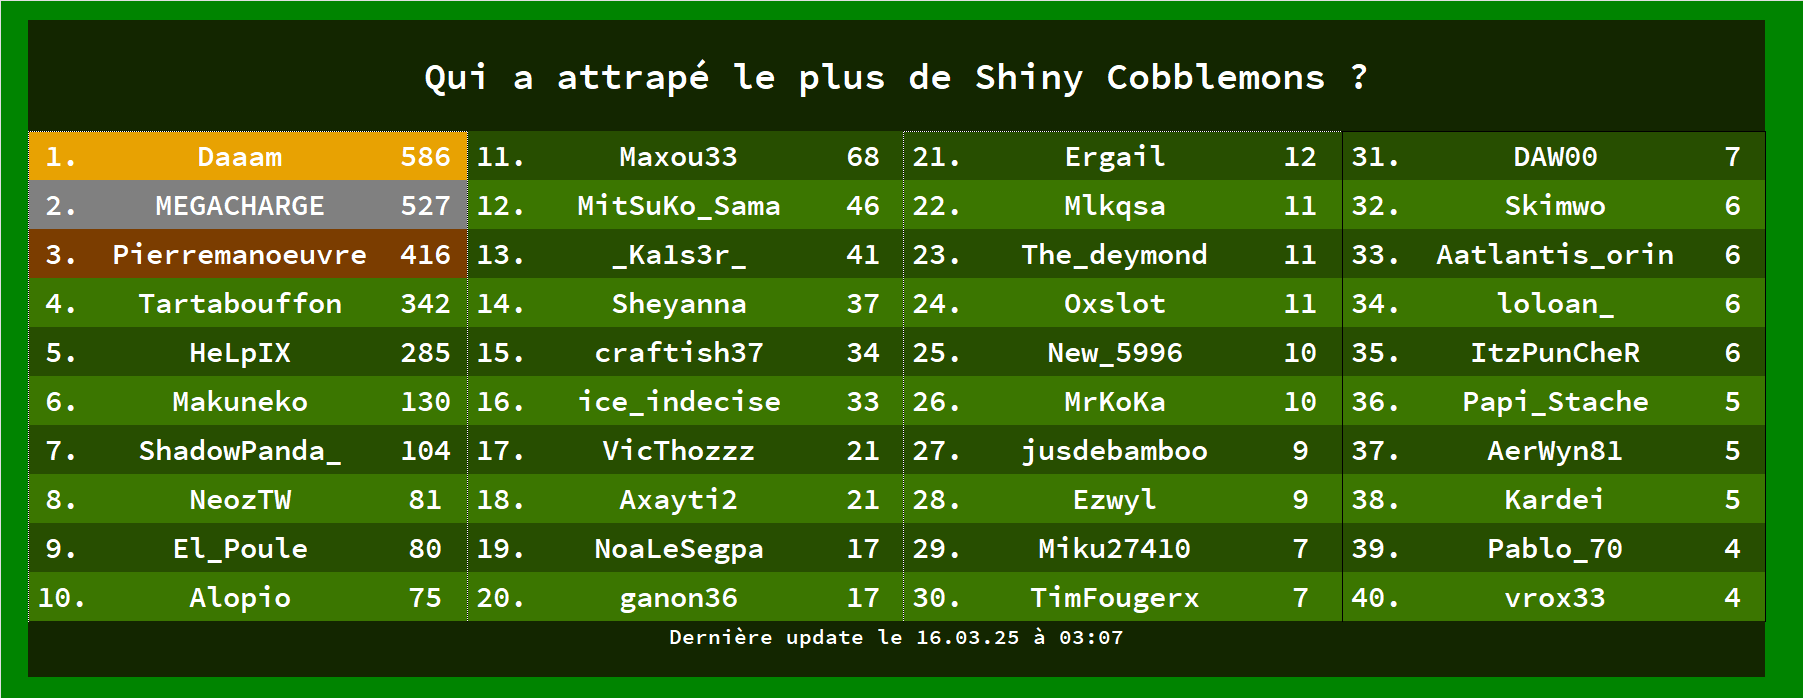 Qui a attrapé le plus de Shiny Cobblemons ?
1. Daaam 586
2. MEGACHARGE 527
3. Pierremanoeuvre 416
4. Tartabouffon 342
5. HeLpIX 285
6. Makuneko 130
7. ShadowPanda_ 104
8. NeozTW 81
9. El_Poule 80
10. Alopio 75
11. Maxou33 68
12. MitSuKo_Sama 46
13. _Ka1s3r_ 41
14. Sheyanna 37
15. craftish37 34
16. ice_indecise 33
17. VicThozzz 21
18. Axayti2 21
19. NoaLeSegpa 17
20. ganon36 17
21. Ergail 12
22. Mlkqsa 11
23. The_deymond 11
24. Oxslot 11
25. New_5996 10
26. MrKoKa 10
27. jusdebamboo 9
28. Ezwyl 9
29. Miku27410 7
30. TimFougerx 7
31. DAW00 7
32. Skimwo 6
33. Aatlantis_orin 6
34. loloan_ 6
35. ItzPunCheR 6
36. Papi_Stache 5
37. AerWyn81 5
38. Kardei 5
39. Pablo_70 4
40. vrox33 4
Dernière update le 16.03.25 à 03:07